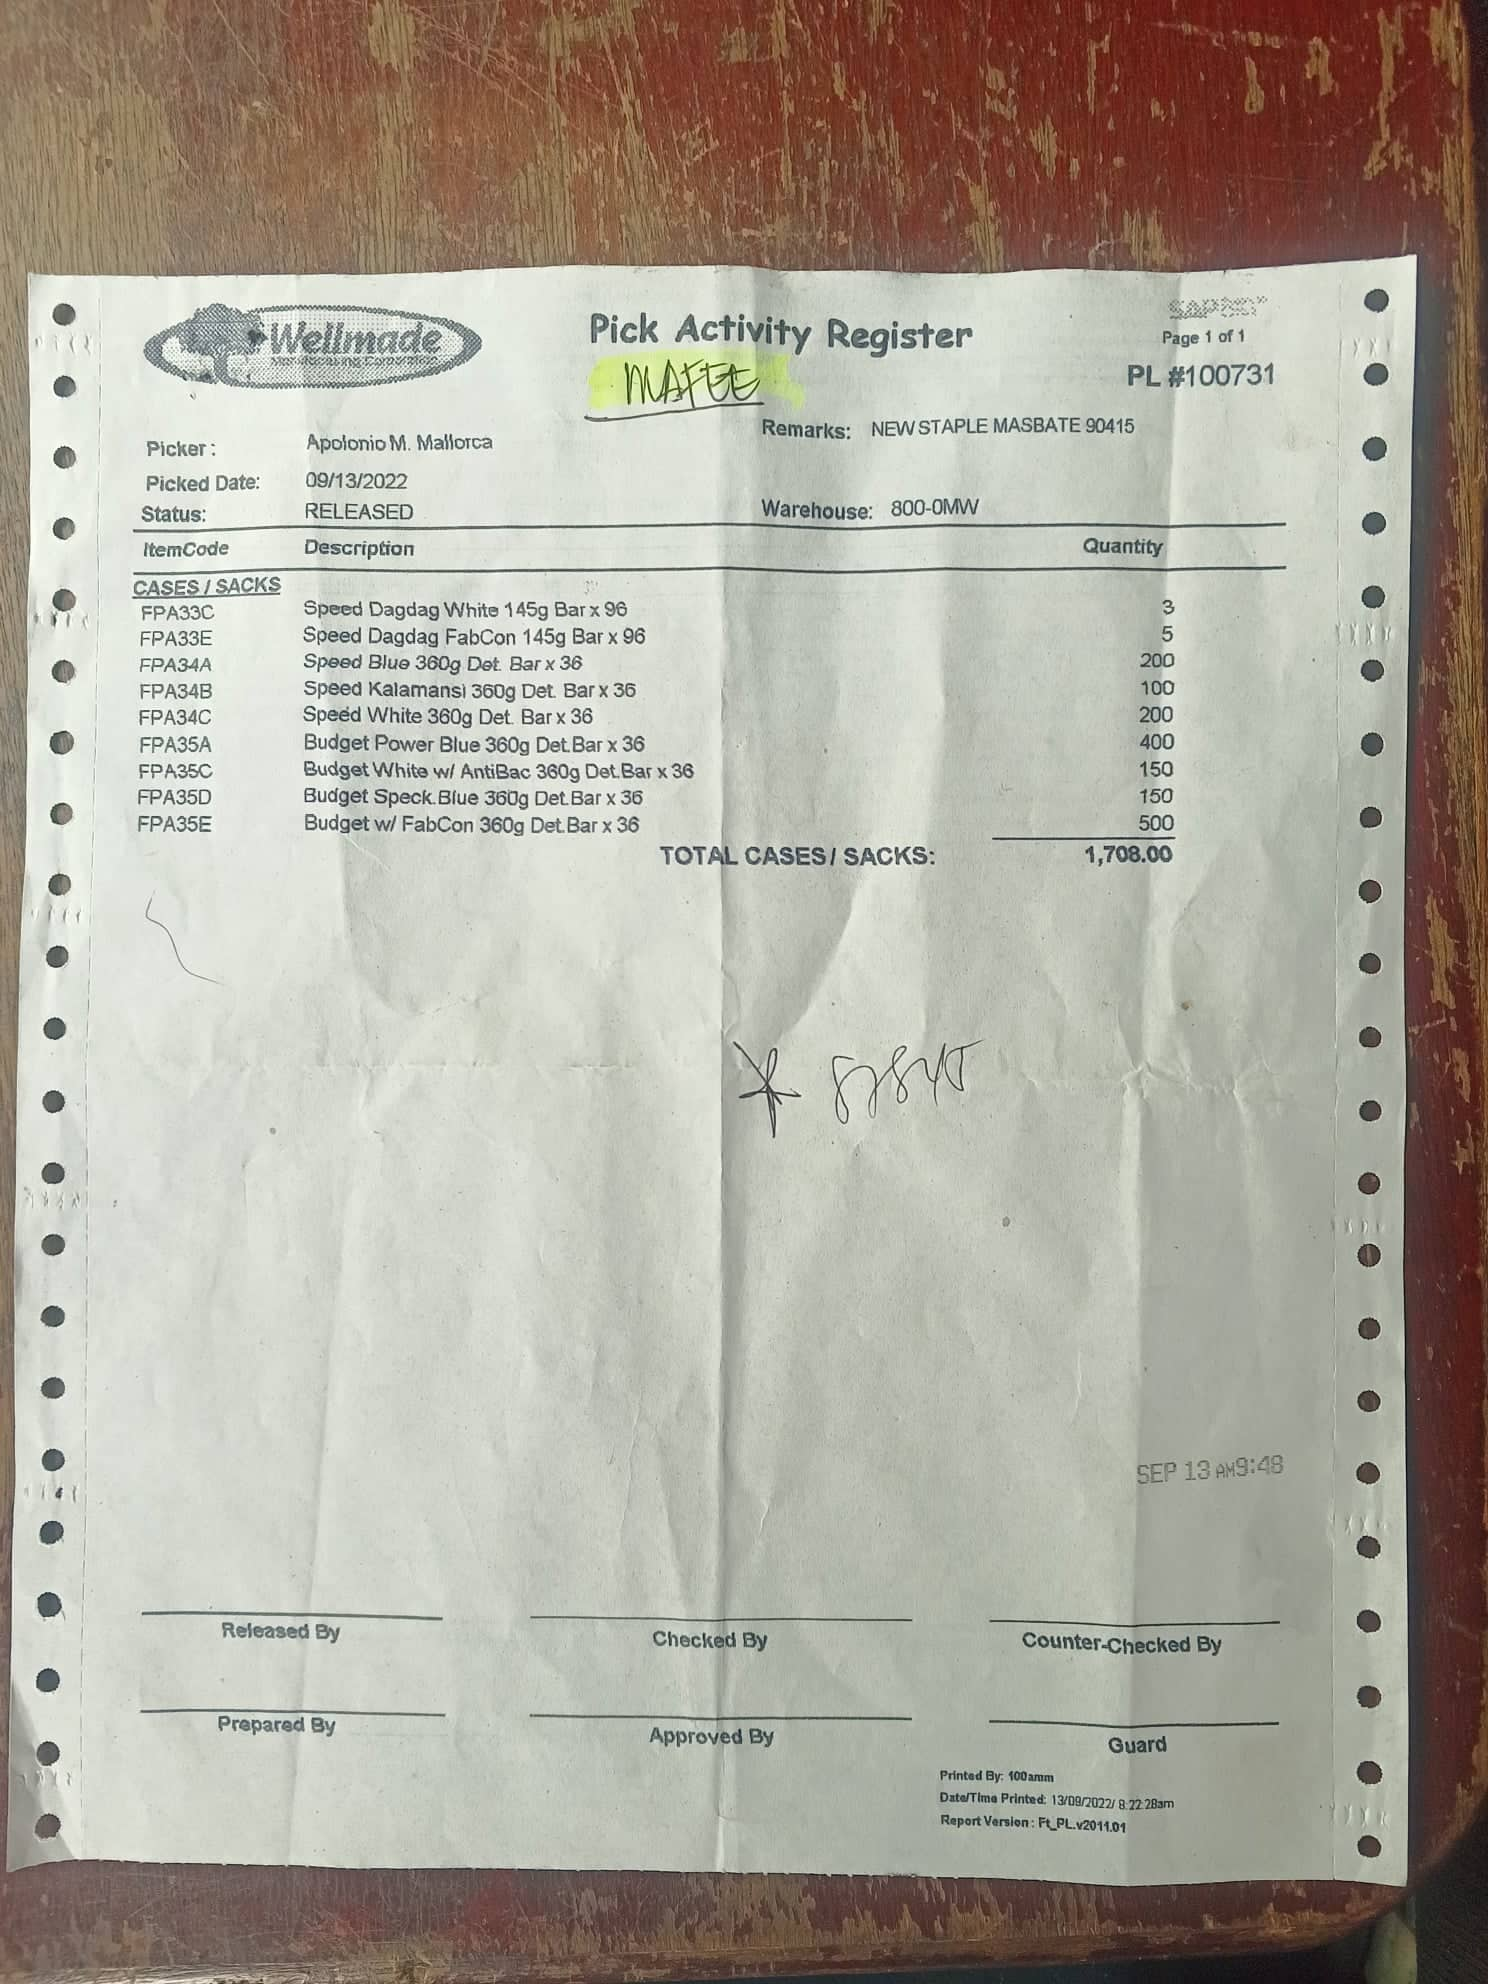 Wellmade
Manufacturing Corporation
Pick Activity Register
Page 1 of 1
MAFEE
PL #100731
Picker : Apolonio M. Mallorca
Remarks: NEW STAPLE MASBATE 90415
Picked Date: 09/13/2022
Status: RELEASED
Warehouse: 800-0MW
ItemCode Description Quantity
CASES / SACKS
FPA33C Speed Dagdag White 145g Bar x 96 3
FPA33E Speed Dagdag FabCon 145g Bar x 96 5
FPA34A Speed Blue 360g Det. Bar x 36 200
FPA34B Speed Kalamansi 360g Det. Bar x 36 100
FPA34C Speed White 360g Det. Bar x 36 200
FPA35A Budget Power Blue 360g Det.Bar x 36 400
FPA35C Budget White w/ AntiBac 360g Det.Bar x 36 150
FPA35D Budget Speck.Blue 360g Det.Bar x 36 150
FPA35E Budget w/ FabCon 360g Det.Bar x 36 500
TOTAL CASES / SACKS: 1,708.00
SEP 13 AM9:48
Released By Checked By Counter-Checked By
Prepared By Approved By Guard
Printed By: 100amm
Date/Time Printed: 13/09/2022/ 8:22:28am
Report Version : Ft_PL.v2011.01